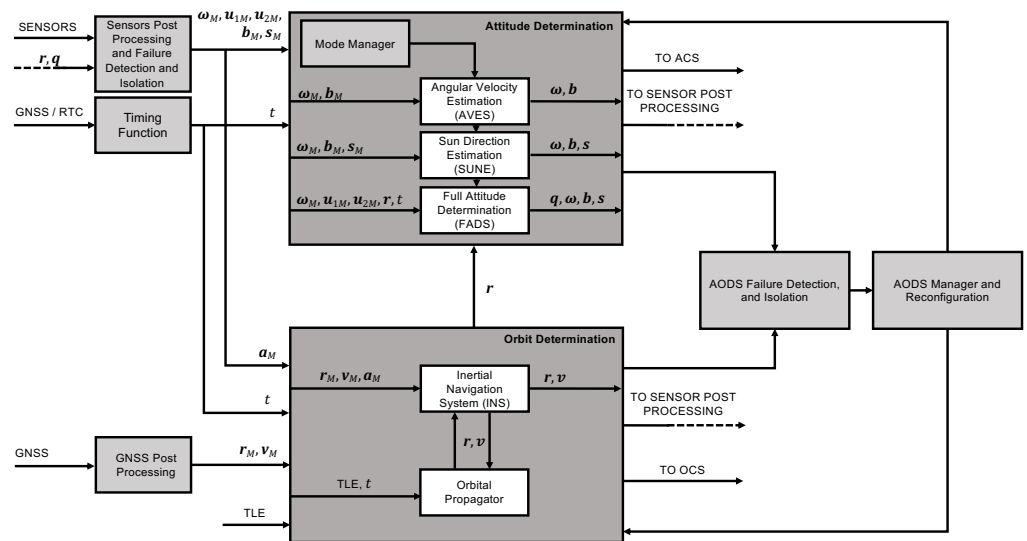 SENSORS
r, q
GNSS / RTC
Sensors Post
Processing
and Failure
Detection and
Isolation
Timing
Function
ω_M, u_1M, u_2M,
b_M, s_M
t
Attitude Determination
Mode Manager
ω_M, b_M
Angular Velocity
Estimation
(AVES)
ω, b
ω_M, b_M, s_M
Sun Direction
Estimation
(SUNE)
ω, b, s
ω_M, u_1M, u_2M, r, t
Full Attitude
Determination
(FADS)
q, ω, b, s
TO ACS
TO SENSOR POST
PROCESSING
r
AODS Failure Detection,
and Isolation
AODS Manager and
Reconfiguration
Orbit Determination
a_M
t
r_M, v_M, a_M
Inertial
Navigation
System (INS)
r, v
r, v
TLE, t
Orbital
Propagator
GNSS
GNSS Post
Processing
r_M, v_M
TLE
TO SENSOR POST
PROCESSING
TO OCS